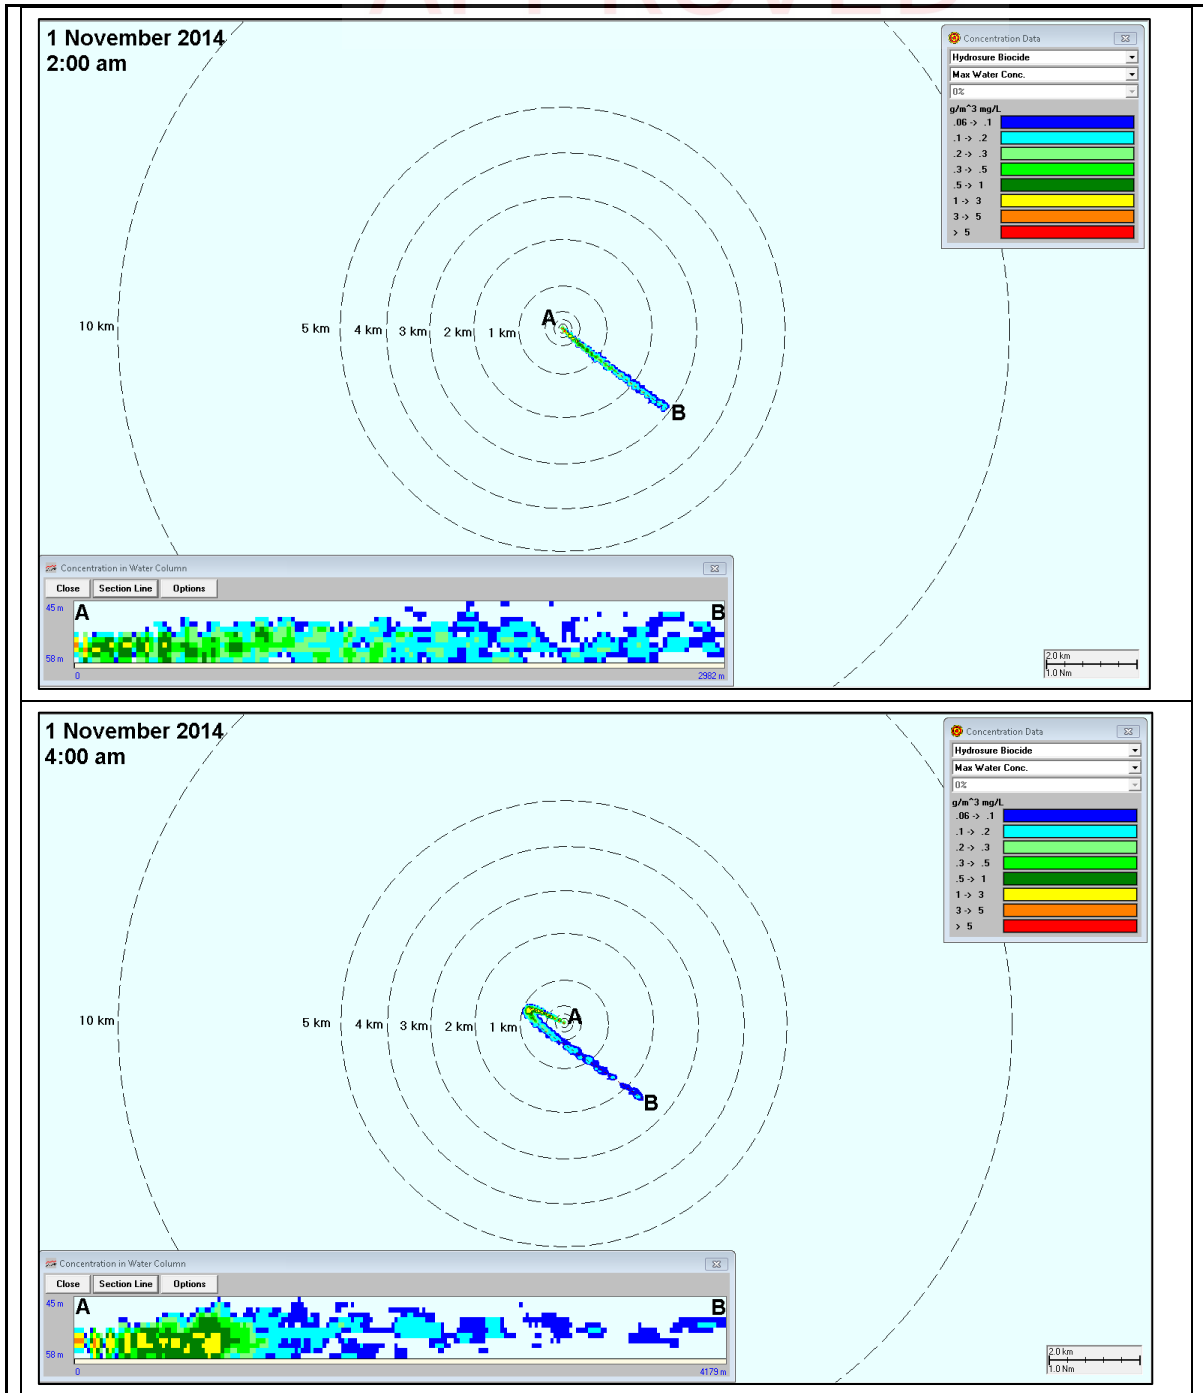 APPROVED
1 November 2014
2:00 am
Concentration Data
Hydrosure Biocide
Max Water Conc.
0%
g/m^3 mg/L
.06 -> .1
.1 -> .2
.2 -> .3
.3 -> .5
.5 -> 1
1 -> 3
3 -> 5
> 5
A
10 km
5 km
4 km
3 km
2 km
1 km
B
Concentration in Water Column
Close
Section Line
Options
45 m
A
B
58 m
0
2982 m
2.0 km
1.0 Nm
1 November 2014
4:00 am
Concentration Data
Hydrosure Biocide
Max Water Conc.
0%
g/m^3 mg/L
.06 -> .1
.1 -> .2
.2 -> .3
.3 -> .5
.5 -> 1
1 -> 3
3 -> 5
> 5
A
10 km
5 km
4 km
3 km
2 km
1 km
B
Concentration in Water Column
Close
Section Line
Options
45 m
A
B
58 m
0
4179 m
2.0 km
1.0 Nm